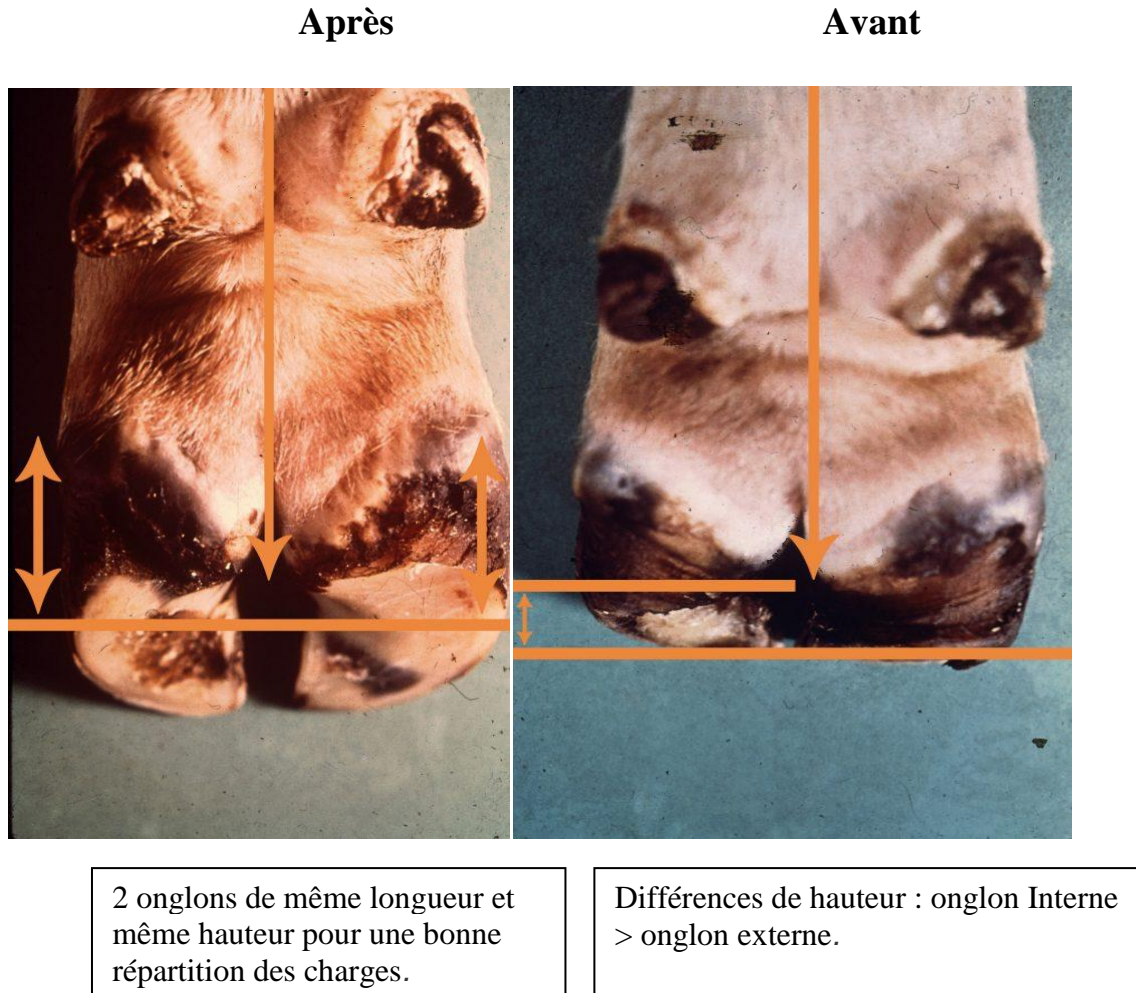 Après
Avant
2 onglons de même longueur et
même hauteur pour une bonne
répartition des charges.
Différences de hauteur : onglon Interne
> onglon externe.